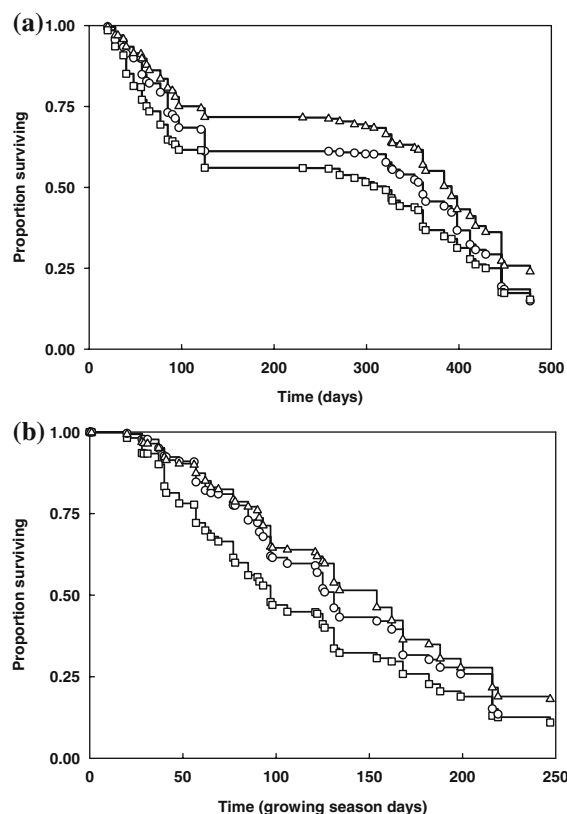 (a)
1.00
0.75
0.50
0.25
0.00
Proportion surviving
0 100 200 300 400 500
Time (days)
(b)
1.00
0.75
0.50
0.25
0.00
Proportion surviving
0 50 100 150 200 250
Time (growing season days)